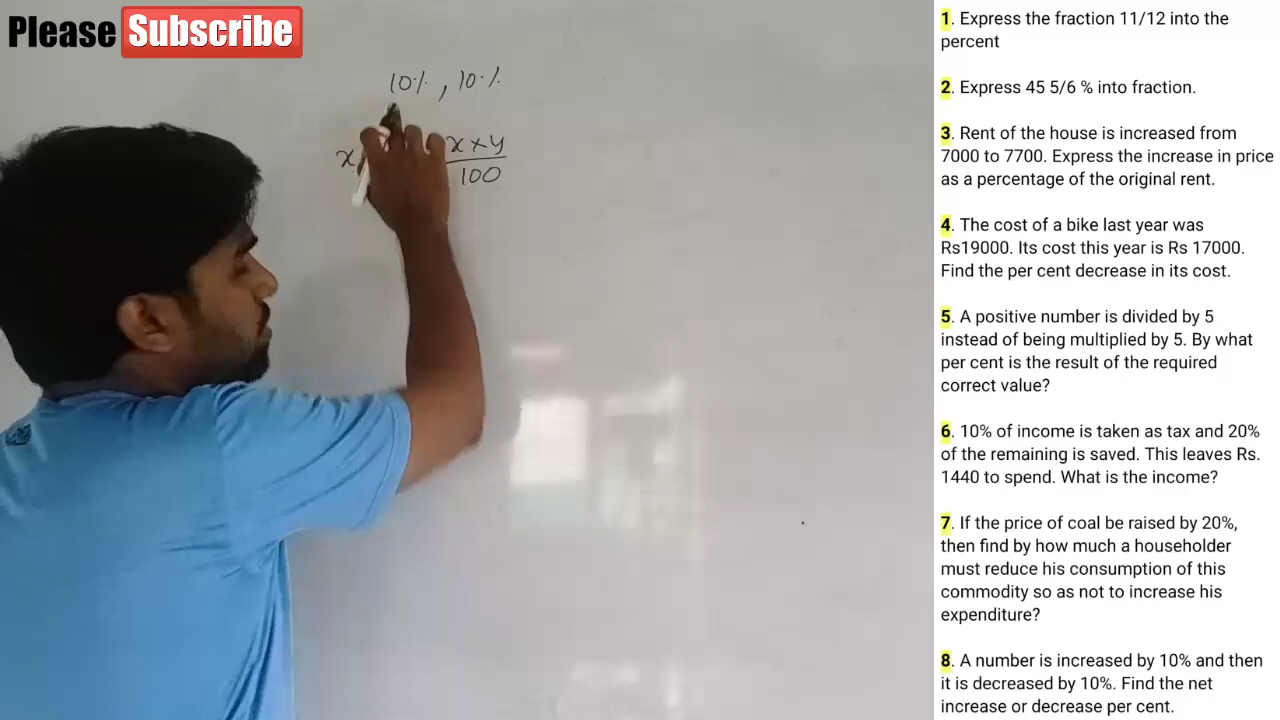 Please Subscribe
10%, 10%
x x × y
100
1. Express the fraction 11/12 into the
percent
2. Express 45 5/6 % into fraction.
3. Rent of the house is increased from
7000 to 7700. Express the increase in price
as a percentage of the original rent.
4. The cost of a bike last year was
Rs19000. Its cost this year is Rs 17000.
Find the per cent decrease in its cost.
5. A positive number is divided by 5
instead of being multiplied by 5. By what
per cent is the result of the required
correct value?
6. 10% of income is taken as tax and 20%
of the remaining is saved. This leaves Rs.
1440 to spend. What is the income?
7. If the price of coal be raised by 20%,
then find by how much a householder
must reduce his consumption of this
commodity so as not to increase his
expenditure?
8. A number is increased by 10% and then
it is decreased by 10%. Find the net
increase or decrease per cent.